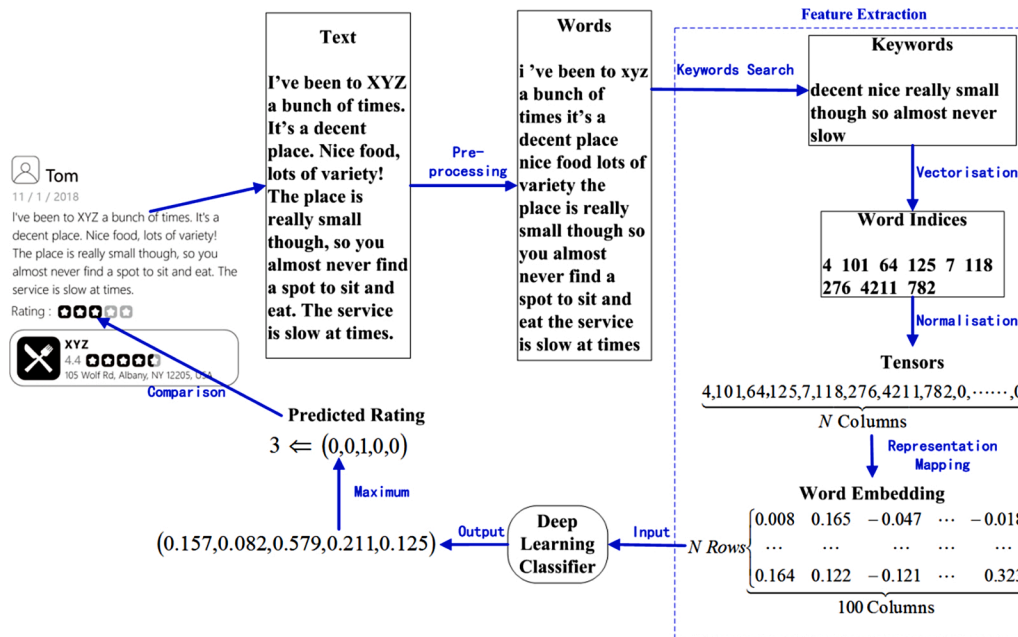 Feature Extraction
Tom
11 / 1 / 2018
I've been to XYZ a bunch of times. It's a
decent place. Nice food, lots of variety!
The place is really small though, so you
almost never find a spot to sit and eat. The
service is slow at times.
Rating :
XYZ
4.4
105 Wolf Rd, Albany, NY 12205, USA
Text
I've been to XYZ
a bunch of times.
It's a decent
place. Nice food,
lots of variety!
The place is
really small
though, so you
almost never find
a spot to sit and
eat. The service
is slow at times.
Pre-
processing
Words
i 've been to xyz
a bunch of
times it's a
decent place
nice food lots of
variety the
place is really
small though so
you almost
never find a
spot to sit and
eat the service
is slow at times
Keywords Search
Keywords
decent nice really small
though so almost never
slow
Vectorisation
Word Indices
4 101 64 125 7 118
276 4211 782
Normalisation
Tensors
4,101,64,125,7,118,276,4211,782,0,······,0
N Columns
Representation
Mapping
Word Embedding
0.008 0.165 −0.047 ··· −0.018
··· ··· ··· ··· ···
0.164 0.122 −0.121 ··· 0.323
N Rows
100 Columns
Input
Deep
Learning
Classifier
Output
(0.157,0.082,0.579,0.211,0.125)
Maximum
Predicted Rating
3 ⇐ (0,0,1,0,0)
Comparison